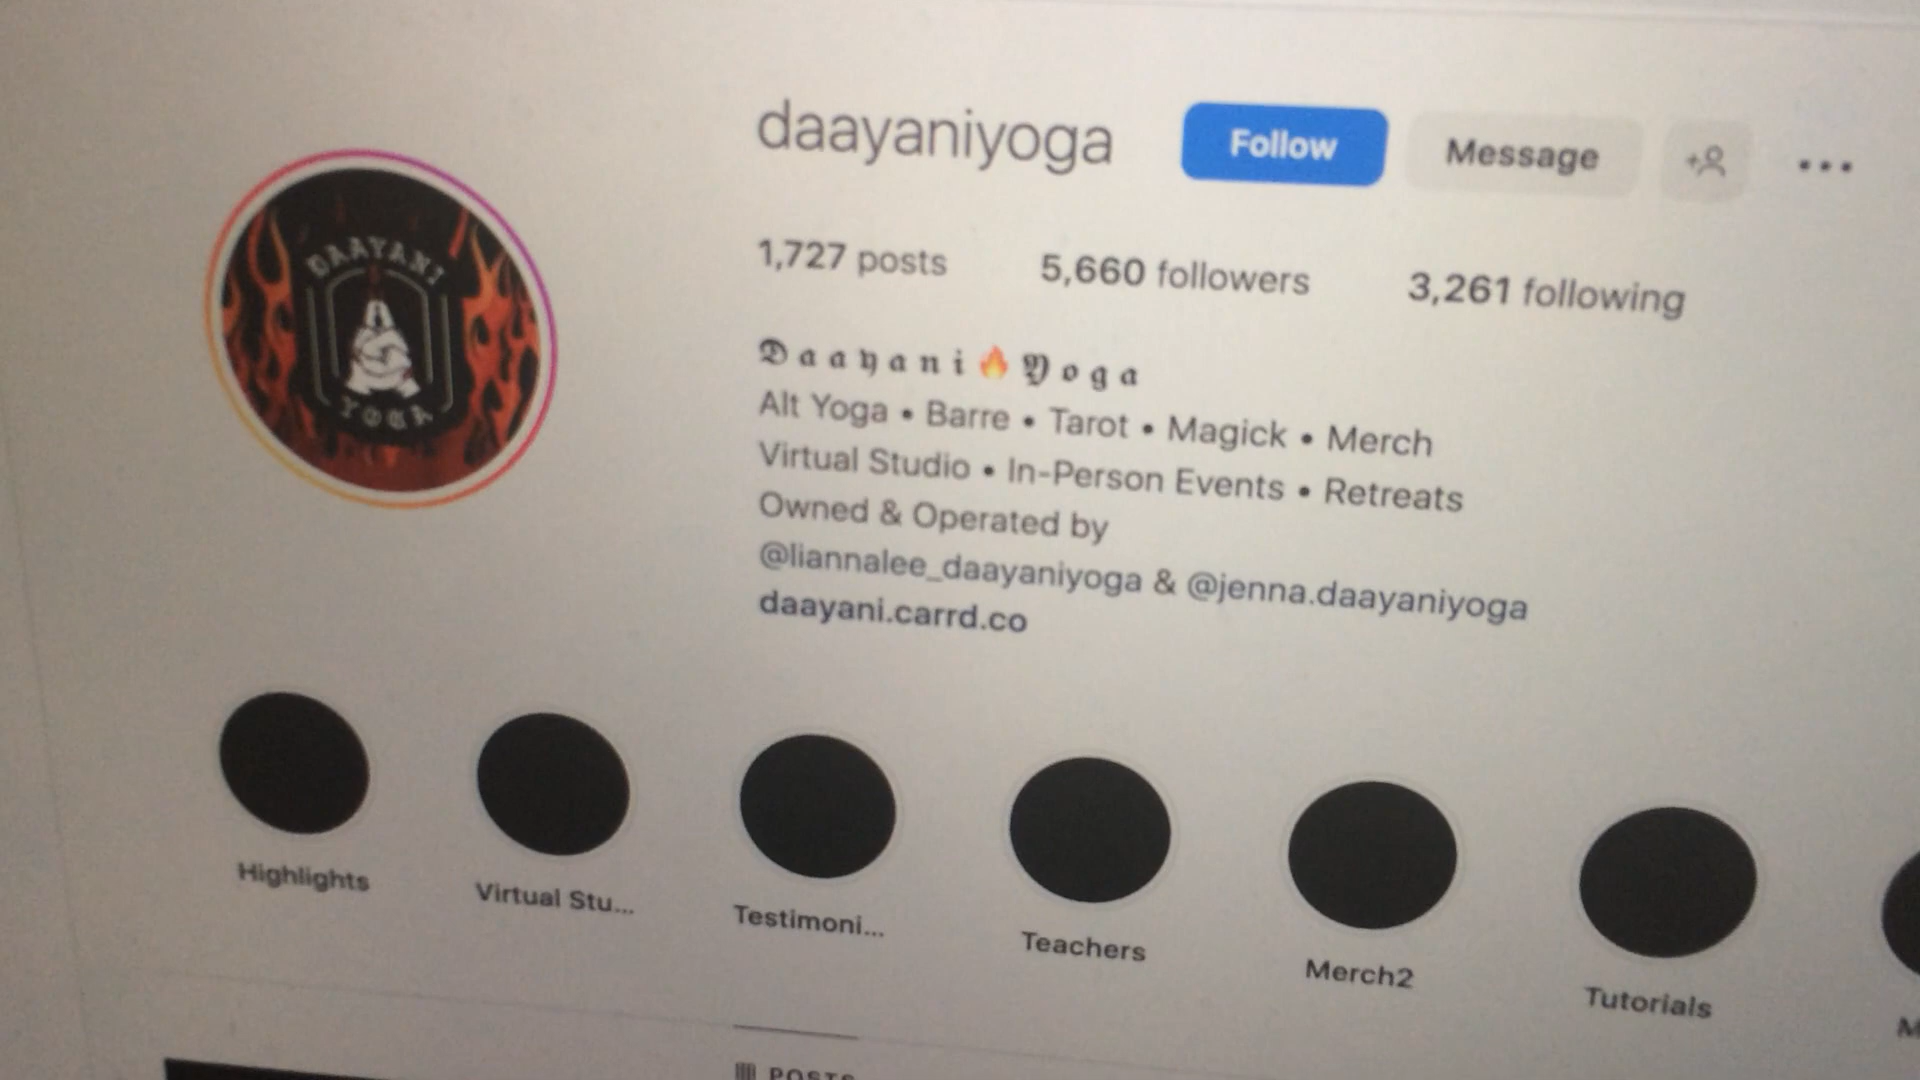 daayaniyoga Follow Message
1,727 posts 5,660 followers 3,261 following
DAAYANI
YOGA
𝕯𝖆𝖆𝖞𝖆𝖓𝖎🔥𝖄𝖔𝖌𝖆
Alt Yoga • Barre • Tarot • Magick • Merch
Virtual Studio • In-Person Events • Retreats
Owned & Operated by
@liannalee_daayaniyoga & @jenna.daayaniyoga
daayani.carrd.co
Highlights Virtual Stu... Testimoni... Teachers Merch2 Tutorials M
POSTS